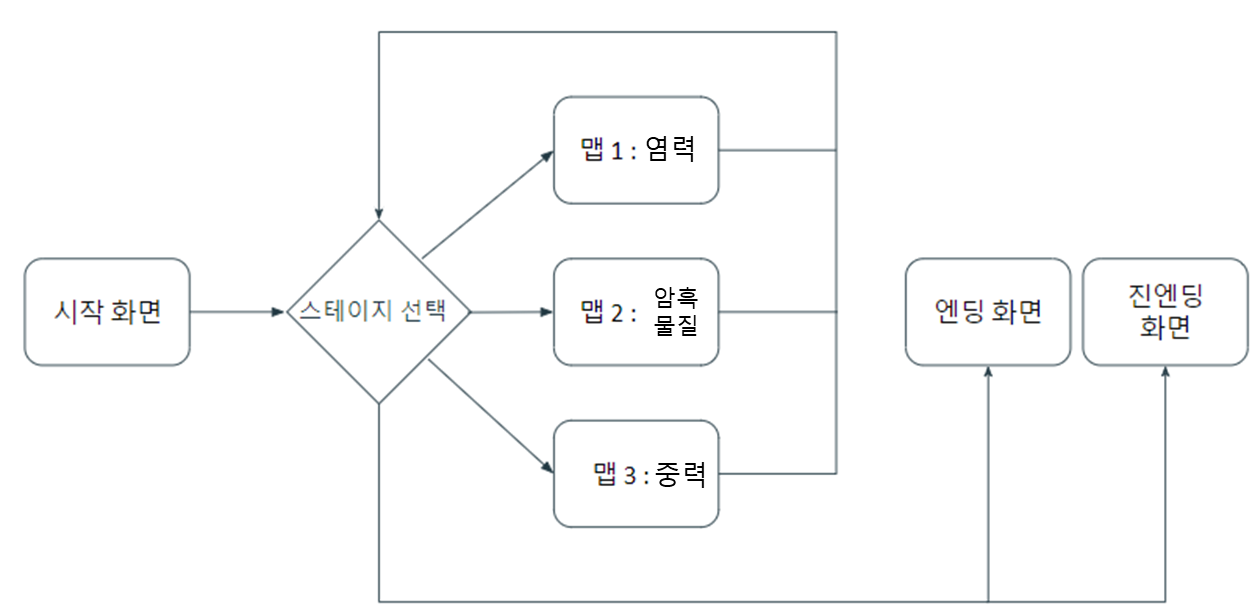 맵 1 : 염력
시작 화면
스테이지 선택
맵 2 : 암흑
물질
엔딩 화면
진엔딩
화면
맵 3 : 중력